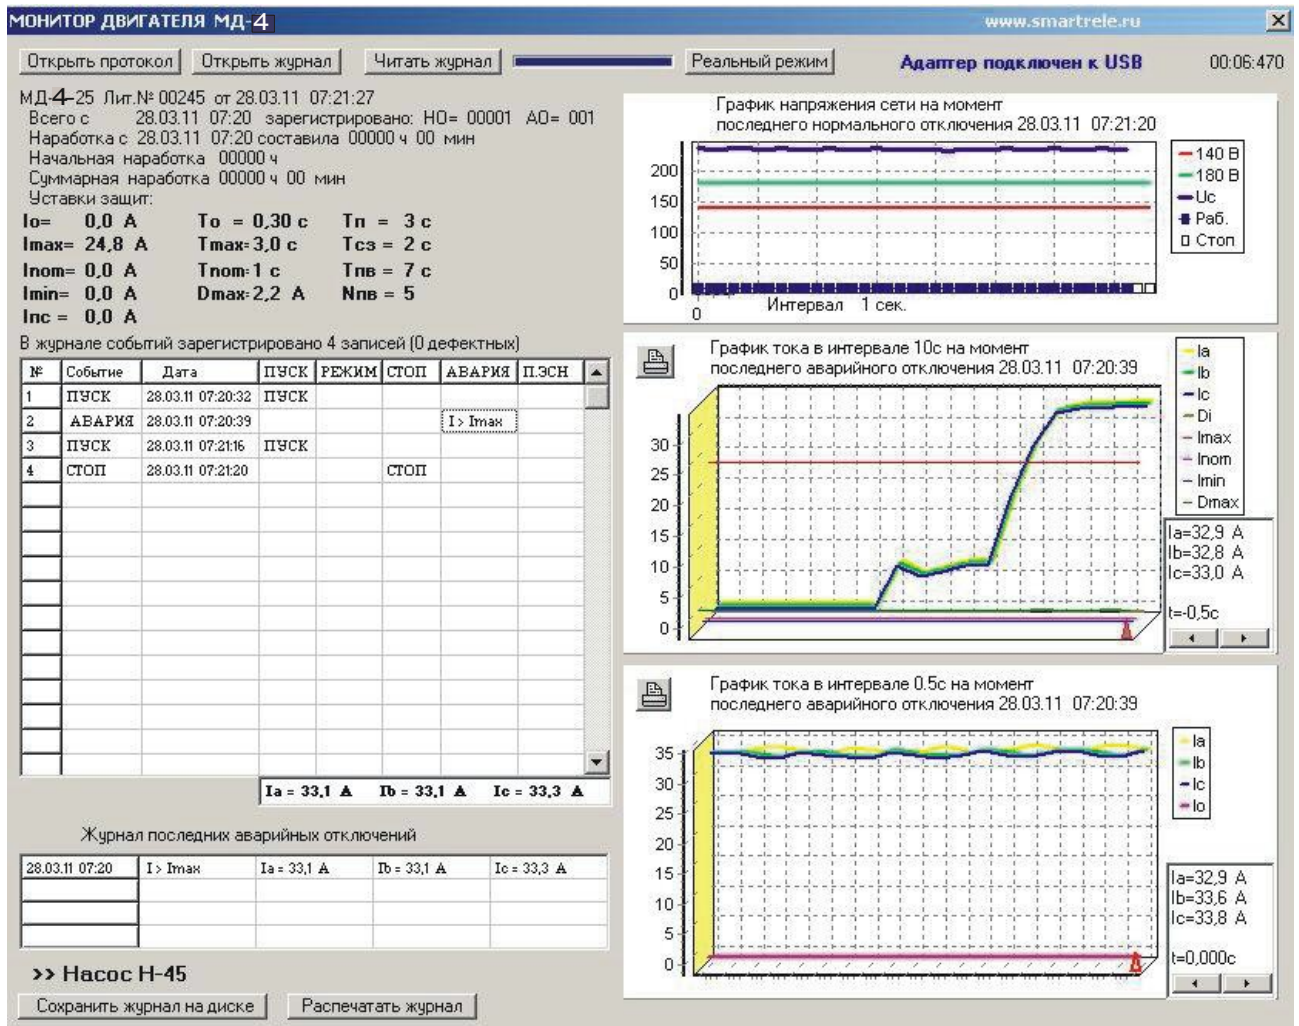 МОНИТОР ДВИГАТЕЛЯ МД-4
www.smartrele.ru
Открыть протокол
Открыть журнал
Читать журнал
Реальный режим
Адаптер подключен к USB
00:06:470
МД-4-25 Лит.№ 00245 от 28.03.11 07:21:27
Всего с 28.03.11 07:20 зарегистрировано: НО= 00001 АО= 001
Наработка с 28.03.11 07:20 составила 00000 ч 00 мин
Начальная наработка 00000 ч
Суммарная наработка 00000 ч 00 мин
Уставки защит:
Io= 0,0 A To = 0,30 c Тп = 3 c
Imax= 24,8 A Tmax= 3,0 c Тсз = 2 c
Inom= 0,0 A Tnom= 1 c Тпв = 7 c
Imin= 0,0 A Dmax= 2,2 A Nпв = 5
Inc = 0,0 A
В журнале событий зарегистрировано 4 записей (0 дефектных)
№ Событие Дата ПУСК РЕЖИМ СТОП АВАРИЯ П.ЭСН
1 ПУСК 28.03.11 07:20:32 ПУСК
2 АВАРИЯ 28.03.11 07:20:39 I > Imax
3 ПУСК 28.03.11 07:21:16 ПУСК
4 СТОП 28.03.11 07:21:20 СТОП
Ia = 33,1 A Ib = 33,1 A Ic = 33,3 A
Журнал последних аварийных отключений
28.03.11 07:20 I > Imax Ia = 33,1 A Ib = 33,1 A Ic = 33,3 A
>> Насос Н-45
Сохранить журнал на диске
Распечатать журнал
График напряжения сети на момент
последнего нормального отключения 28.03.11 07:21:20
200
150
100
50
0
0
Интервал 1 сек.
140 В
180 В
Uc
Раб.
Стоп
График тока в интервале 10с на момент
последнего аварийного отключения 28.03.11 07:20:39
30
25
20
15
10
5
0
Ia
Ib
Ic
Di
Imax
Inom
Imin
Dmax
Ia=32,9 A
Ib=32,8 A
Ic=33,0 A
t=-0,5c
График тока в интервале 0.5с на момент
последнего аварийного отключения 28.03.11 07:20:39
35
30
25
20
15
10
5
0
Ia
Ib
Ic
Io
Ia=32,9 A
Ib=33,6 A
Ic=33,8 A
t=0,000c